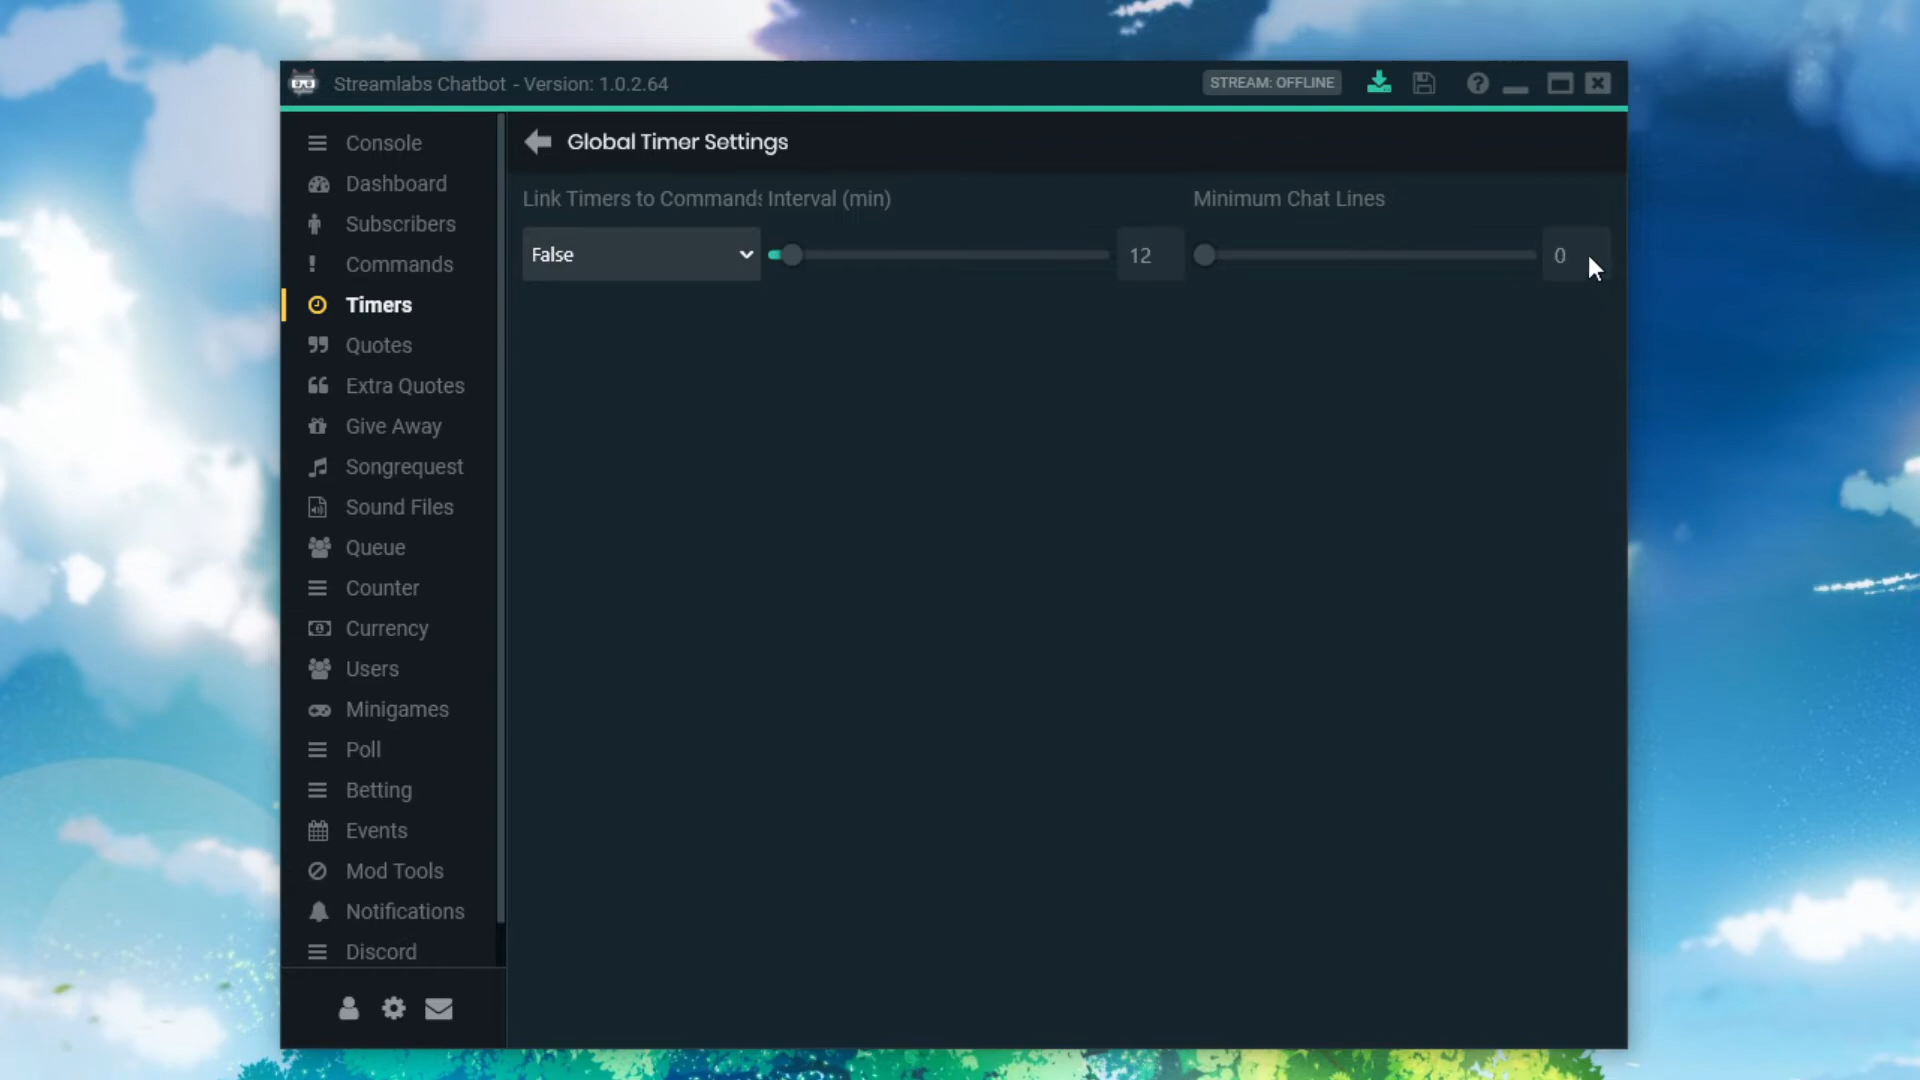 Streamlabs Chatbot - Version: 1.0.2.64
STREAM: OFFLINE
Console
Dashboard
Subscribers
Commands
Timers
Quotes
Extra Quotes
Give Away
Songrequest
Sound Files
Queue
Counter
Currency
Users
Minigames
Poll
Betting
Events
Mod Tools
Notifications
Discord
Global Timer Settings
Link Timers to Commands Interval (min) Minimum Chat Lines
False 12 0